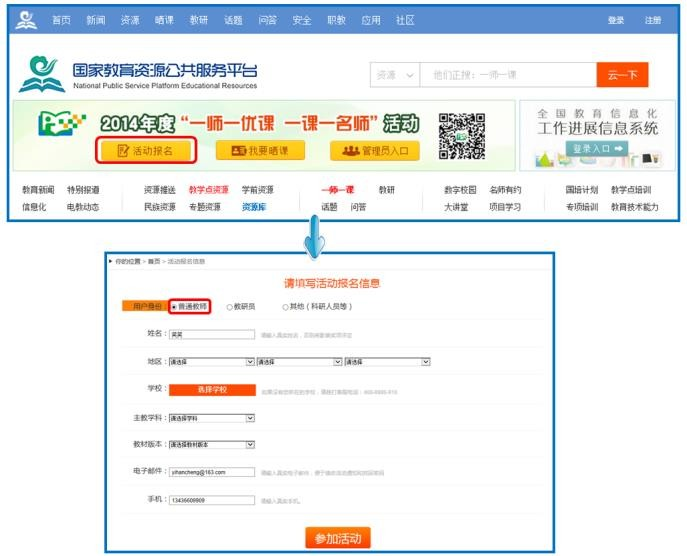 首页 新闻 资源 晒课 教研 话题 问答 安全 职教 应用 社区 登录 注册
国家教育资源公共服务平台
National Public Service Platform Educational Resources
资源 他们正搜：一师一课 云一下
2014年度“一师一优课 一课一名师”活动
活动报名 我要晒课 管理员入口
全国教育信息化
工作进展信息系统
登录入口
教育新闻 特别报道 资源推送 教学点资源 学前资源 一师一课 教研 数字校园 名师有约 国培计划 教学点培训
信息化 电教动态 民族资源 专题资源 资源库 话题 问答 大讲堂 项目学习 专项培训 教育技术能力
你的位置 > 首页 > 活动报名信息
请填写活动报名信息
用户身份： 普通教师 教研员 其他（科研人员等）
姓名： 笑笑
地区： 请选择 请选择 请选择
学校： 选择学校
主教学科： 请选择学科
教材版本： 请选择教材版本
电子邮件： yihancheng@163.com
手机： 13436609909 请输入真实手机。
参加活动